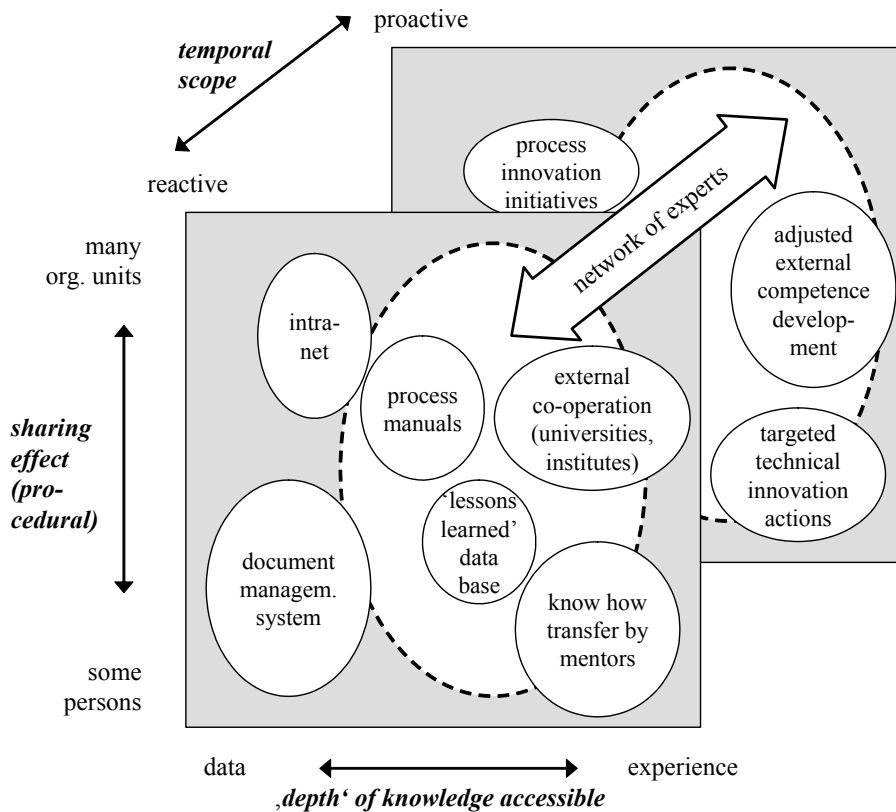 proactive
temporal
scope
reactive
process
innovation
initiatives
network of experts
many
org. units
adjusted
external
competence
develop-
ment
intra-
net
process
manuals
external
co-operation
(universities,
institutes)
sharing
effect
(pro-
cedural)
targeted
technical
innovation
actions
‘lessons
learned’
data
base
document
managem.
system
know how
transfer by
mentors
some
persons
data
experience
‚depth‘ of knowledge accessible